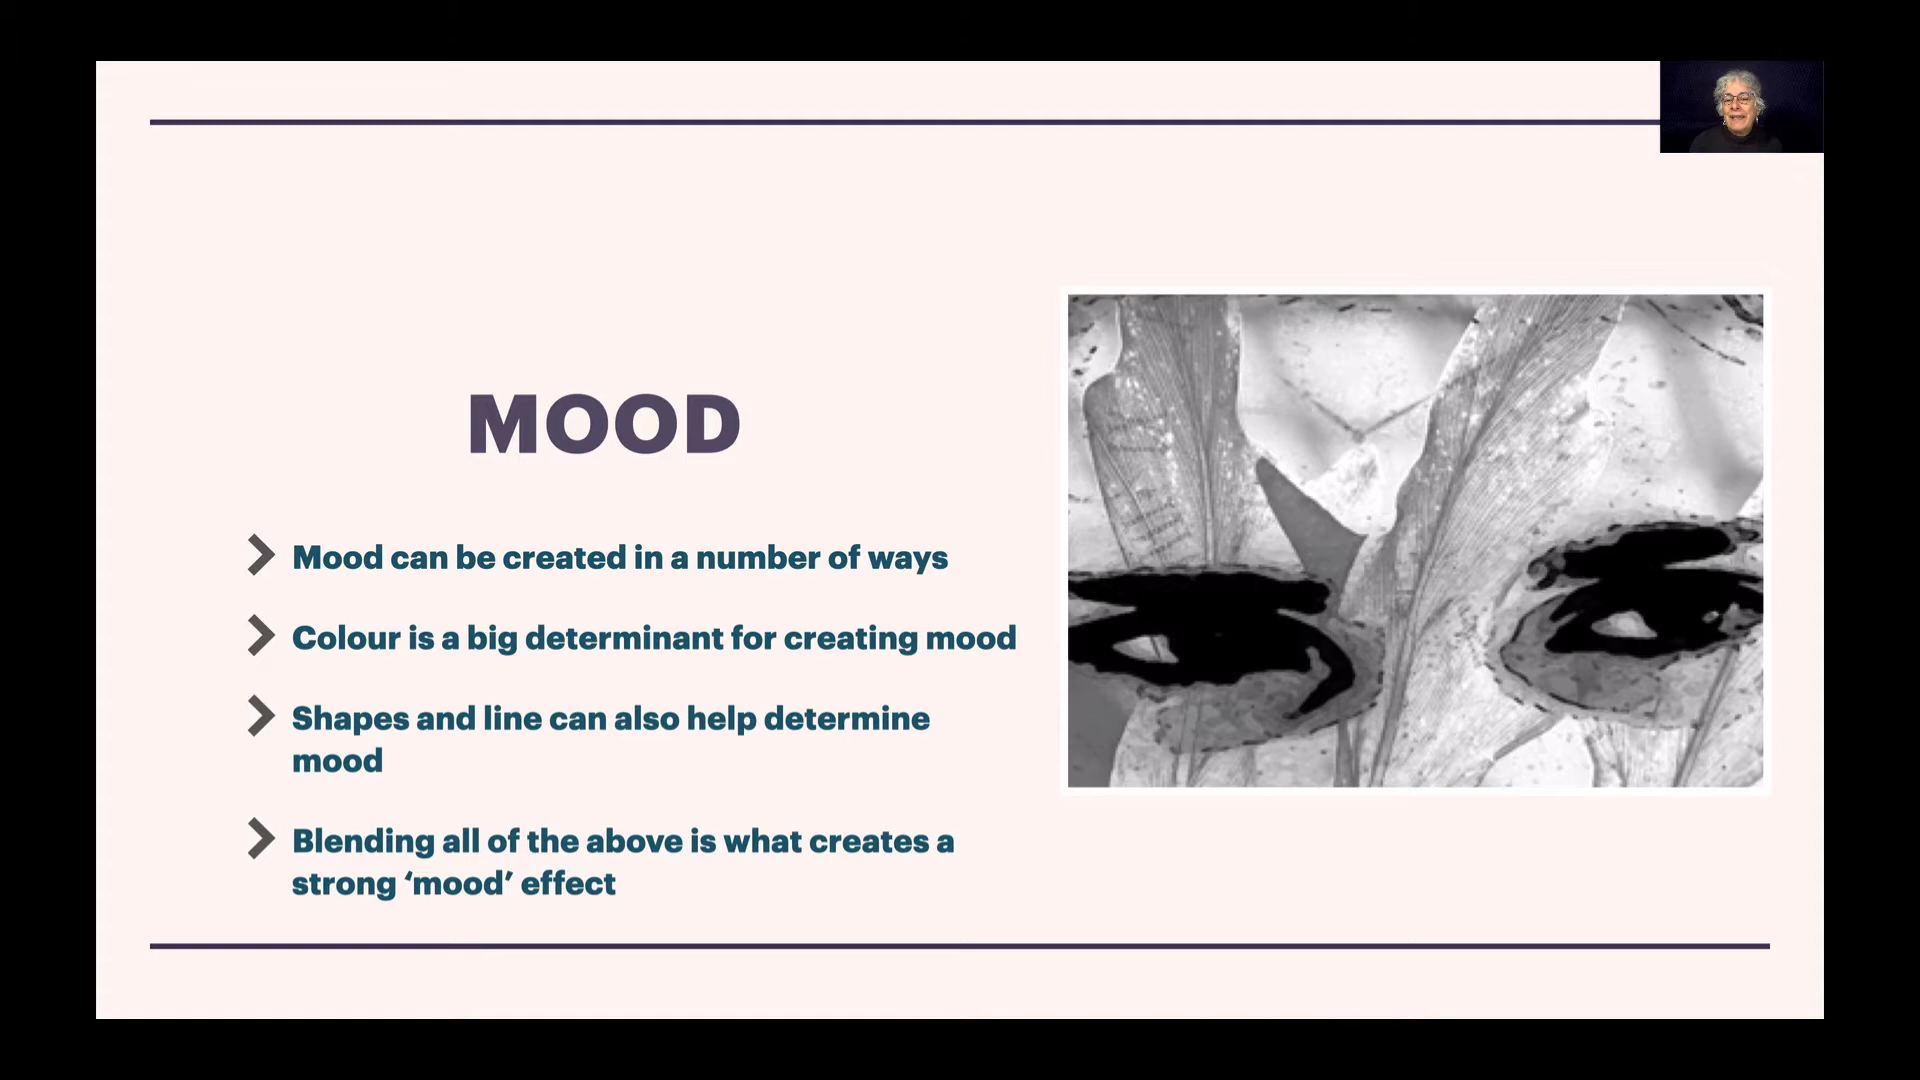 MOOD
Mood can be created in a number of ways
Colour is a big determinant for creating mood
Shapes and line can also help determine
mood
Blending all of the above is what creates a
strong ‘mood’ effect